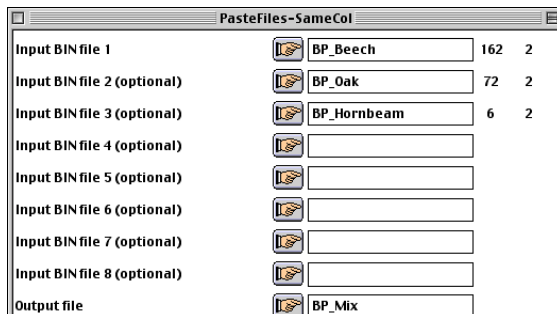 PasteFiles-SameCol
Input BIN file 1 BP_Beech 162 2
Input BIN file 2 (optional) BP_Oak 72 2
Input BIN file 3 (optional) BP_Hornbeam 6 2
Input BIN file 4 (optional)
Input BIN file 5 (optional)
Input BIN file 6 (optional)
Input BIN file 7 (optional)
Input BIN file 8 (optional)
Output file BP_Mix